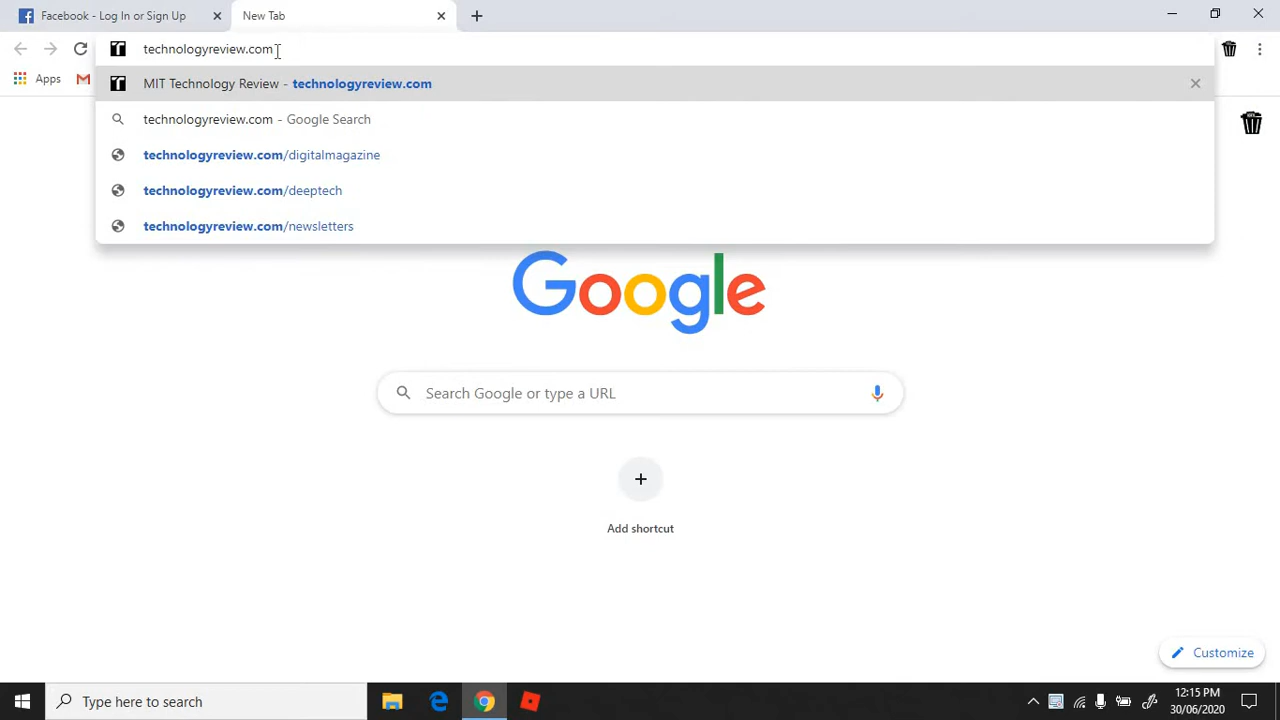 Facebook - Log In or Sign Up
New Tab
technologyreview.com
Apps
MIT Technology Review - technologyreview.com
technologyreview.com - Google Search
technologyreview.com/digitalmagazine
technologyreview.com/deeptech
technologyreview.com/newsletters
Google
Search Google or type a URL
Add shortcut
Customize
Type here to search
12:15 PM
30/06/2020